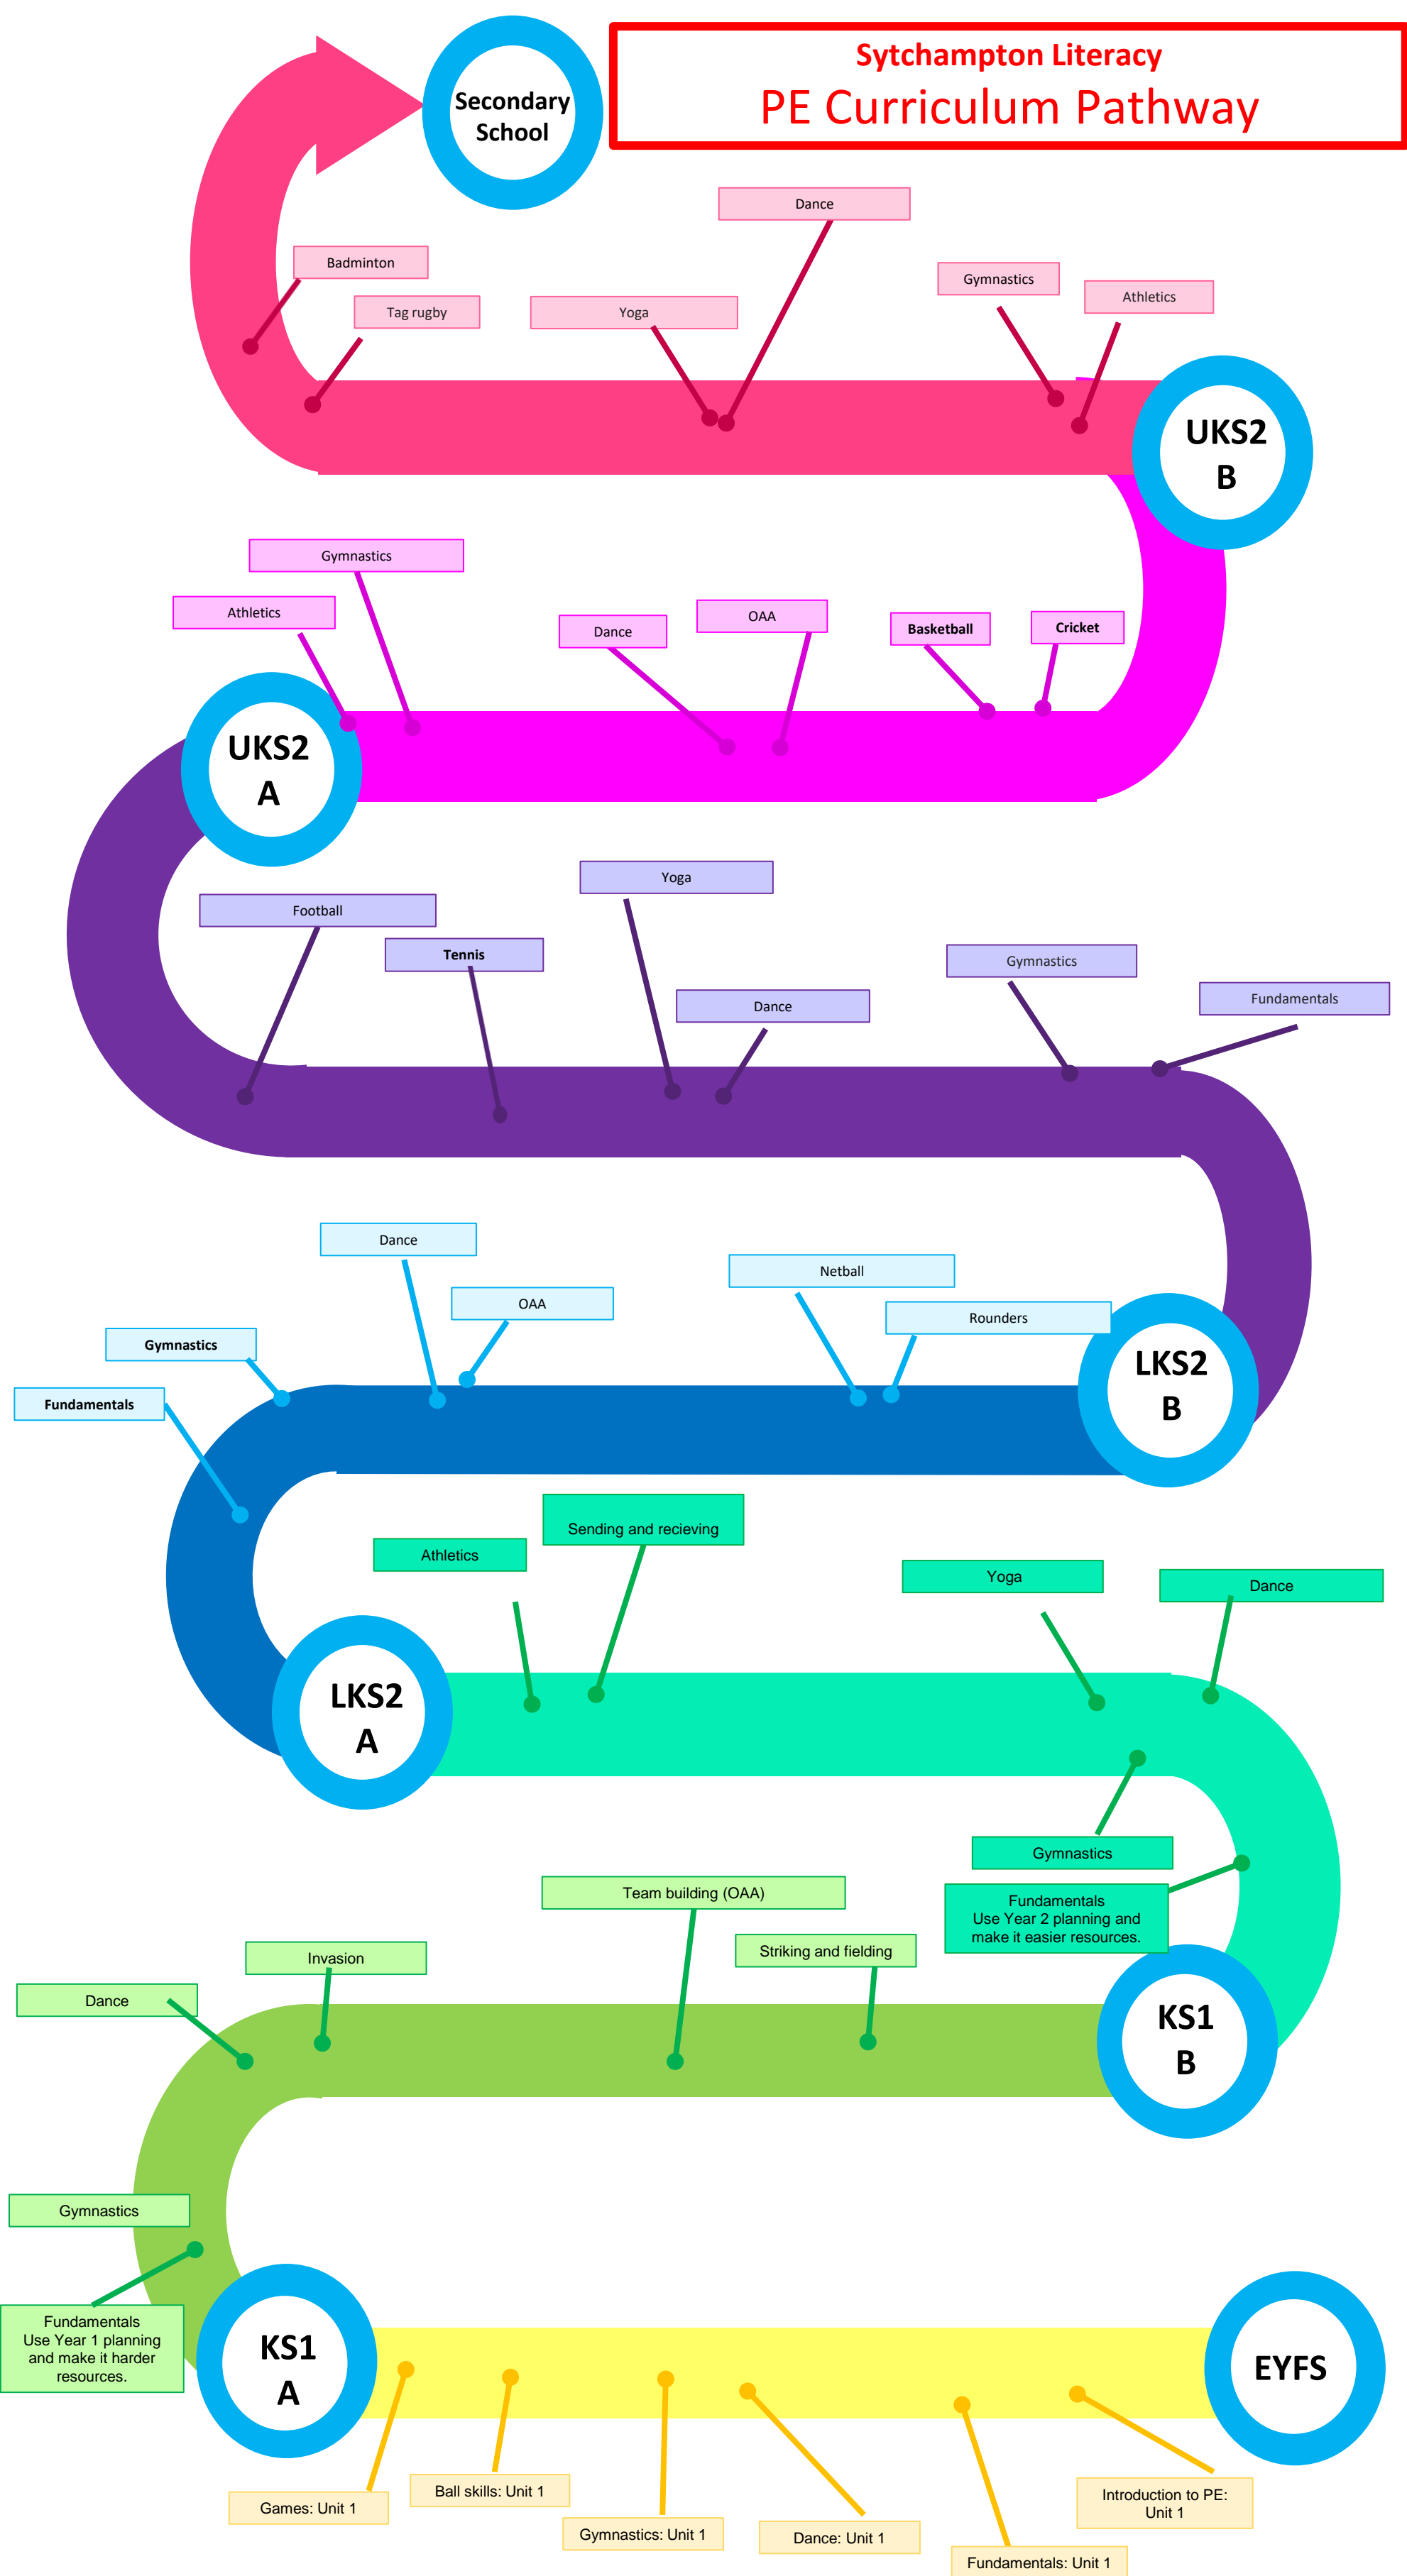 Sytchampton Literacy
PE Curriculum Pathway
Secondary
School
Dance
Badminton
Gymnastics
Athletics
Tag rugby
Yoga
UKS2
B
Gymnastics
Athletics
OAA
Dance
Basketball
Cricket
UKS2
A
Yoga
Football
Tennis
Gymnastics
Dance
Fundamentals
Dance
Netball
OAA
Rounders
Gymnastics
LKS2
B
Fundamentals
Sending and recieving
Athletics
Yoga
Dance
LKS2
A
Gymnastics
Team building (OAA)
Fundamentals
Use Year 2 planning and
make it easier resources.
Striking and fielding
Invasion
Dance
KS1
B
Gymnastics
Fundamentals
Use Year 1 planning
and make it harder
resources.
KS1
A
EYFS
Games: Unit 1
Ball skills: Unit 1
Gymnastics: Unit 1
Dance: Unit 1
Introduction to PE:
Unit 1
Fundamentals: Unit 1